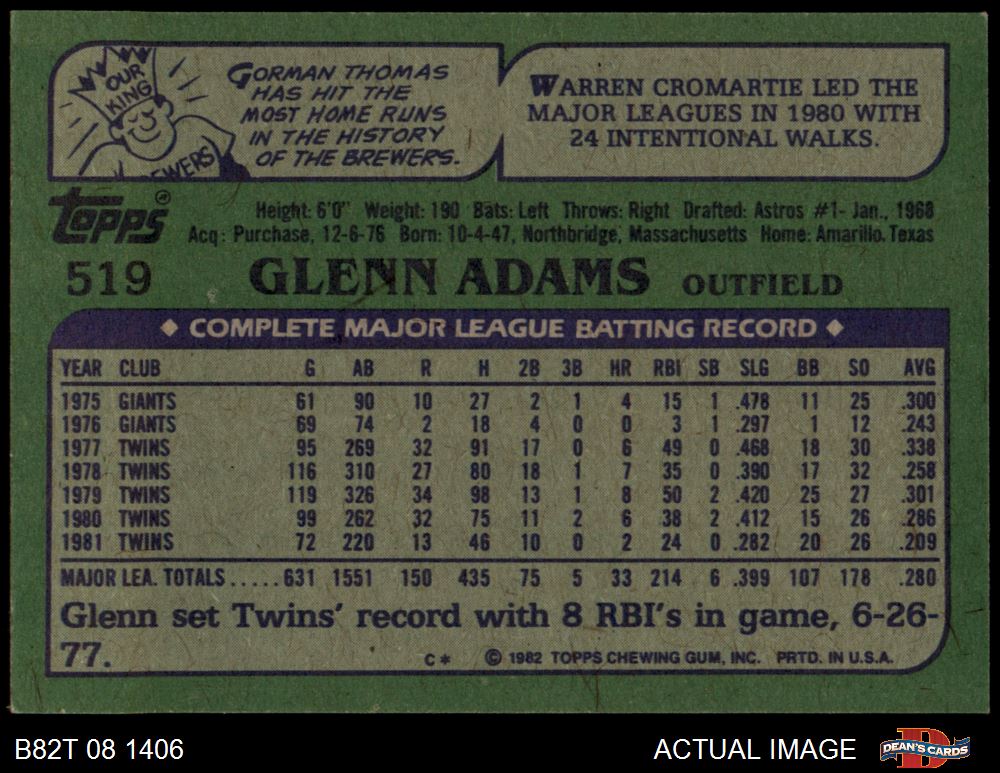 OUR
KING
EWERS
GORMAN THOMAS
HAS HIT THE
MOST HOME RUNS
IN THE HISTORY
OF THE BREWERS.
WARREN CROMARTIE LED THE
MAJOR LEAGUES IN 1980 WITH
24 INTENTIONAL WALKS.
Topps®
Height: 6'0" Weight: 190 Bats: Left Throws: Right Drafted: Astros #1- Jan., 1968
Acq: Purchase, 12-6-76 Born: 10-4-47, Northbridge, Massachusetts Home: Amarillo, Texas
519 GLENN ADAMS OUTFIELD
◆ COMPLETE MAJOR LEAGUE BATTING RECORD ◆
YEAR CLUB G AB R H 2B 3B HR RBI SB SLG BB SO AVG
1975 GIANTS 61 90 10 27 2 1 4 15 1 .478 11 25 .300
1976 GIANTS 69 74 2 18 4 0 0 3 1 .297 1 12 .243
1977 TWINS 95 269 32 91 17 0 6 49 0 .468 18 30 .338
1978 TWINS 116 310 27 80 18 1 7 35 0 .390 17 32 .258
1979 TWINS 119 326 34 98 13 1 8 50 2 .420 25 27 .301
1980 TWINS 99 262 32 75 11 2 6 38 2 .412 15 26 .286
1981 TWINS 72 220 13 46 10 0 2 24 0 .282 20 26 .209
MAJOR LEA. TOTALS.....631 1551 150 435 75 5 33 214 6 .399 107 178 .280
Glenn set Twins' record with 8 RBI's in game, 6-26-
77.
C* © 1982 TOPPS CHEWING GUM, INC. PRTD. IN U.S.A.
B82T 08 1406
ACTUAL IMAGE
D
DEAN'S CARDS